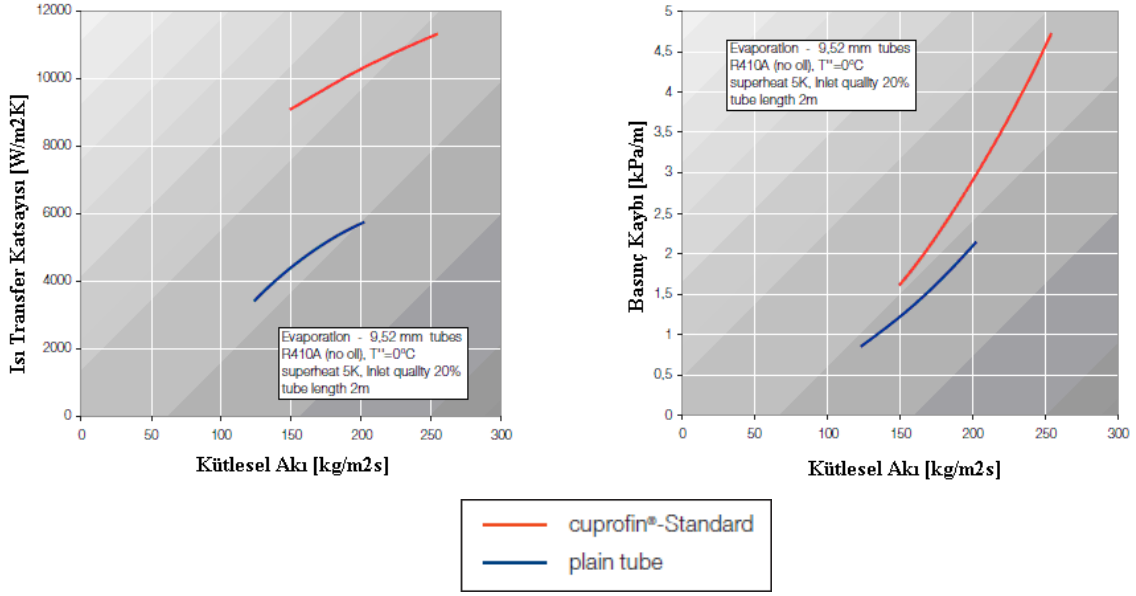 12000
10000
8000
6000
4000
2000
0
Isı Transfer Katsayısı [W/m2K]
Evaporation - 9,52 mm tubes
R410A (no oil), T''=0°C
superheat 5K, Inlet quality 20%
tube length 2m
0 50 100 150 200 250 300
Kütlesel Akı [kg/m2s]
5
4,5
4
3,5
3
2,5
2
1,5
1
0,5
0
Basınç Kaybı [kPa/m]
Evaporation - 9,52 mm tubes
R410A (no oil), T''=0°C
superheat 5K, Inlet quality 20%
tube length 2m
0 50 100 150 200 250 300
Kütlesel Akı [kg/m2s]
cuprofin®-Standard
plain tube